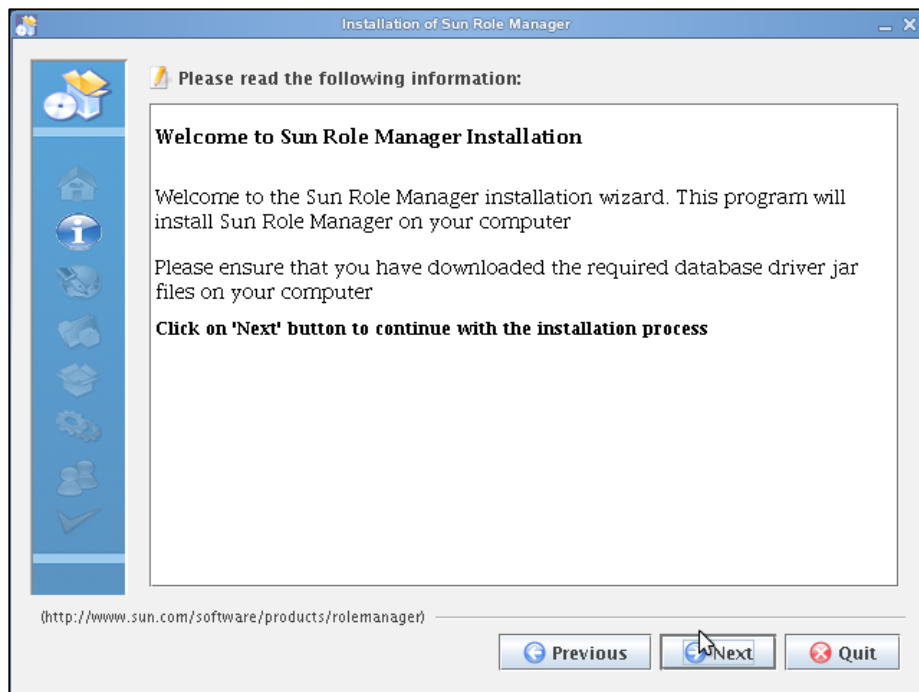 Installation of Sun Role Manager
Please read the following information:
Welcome to Sun Role Manager Installation
Welcome to the Sun Role Manager installation wizard. This program will
install Sun Role Manager on your computer
Please ensure that you have downloaded the required database driver jar
files on your computer
Click on 'Next' button to continue with the installation process
(http://www.sun.com/software/products/rolemanager)
Previous
Next
Quit